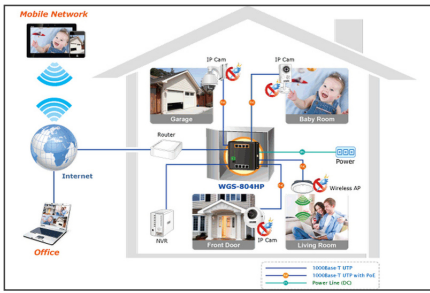 Mobile Network
IP Cam
IP Cam
Garage
Baby Room
Router
Internet
Power
WGS-804HP
Wireless AP
Office
NVR
Front Door
IP Cam
Living Room
1000Base-T UTP
1000Base-T UTP with PoE
Power Line (DC)